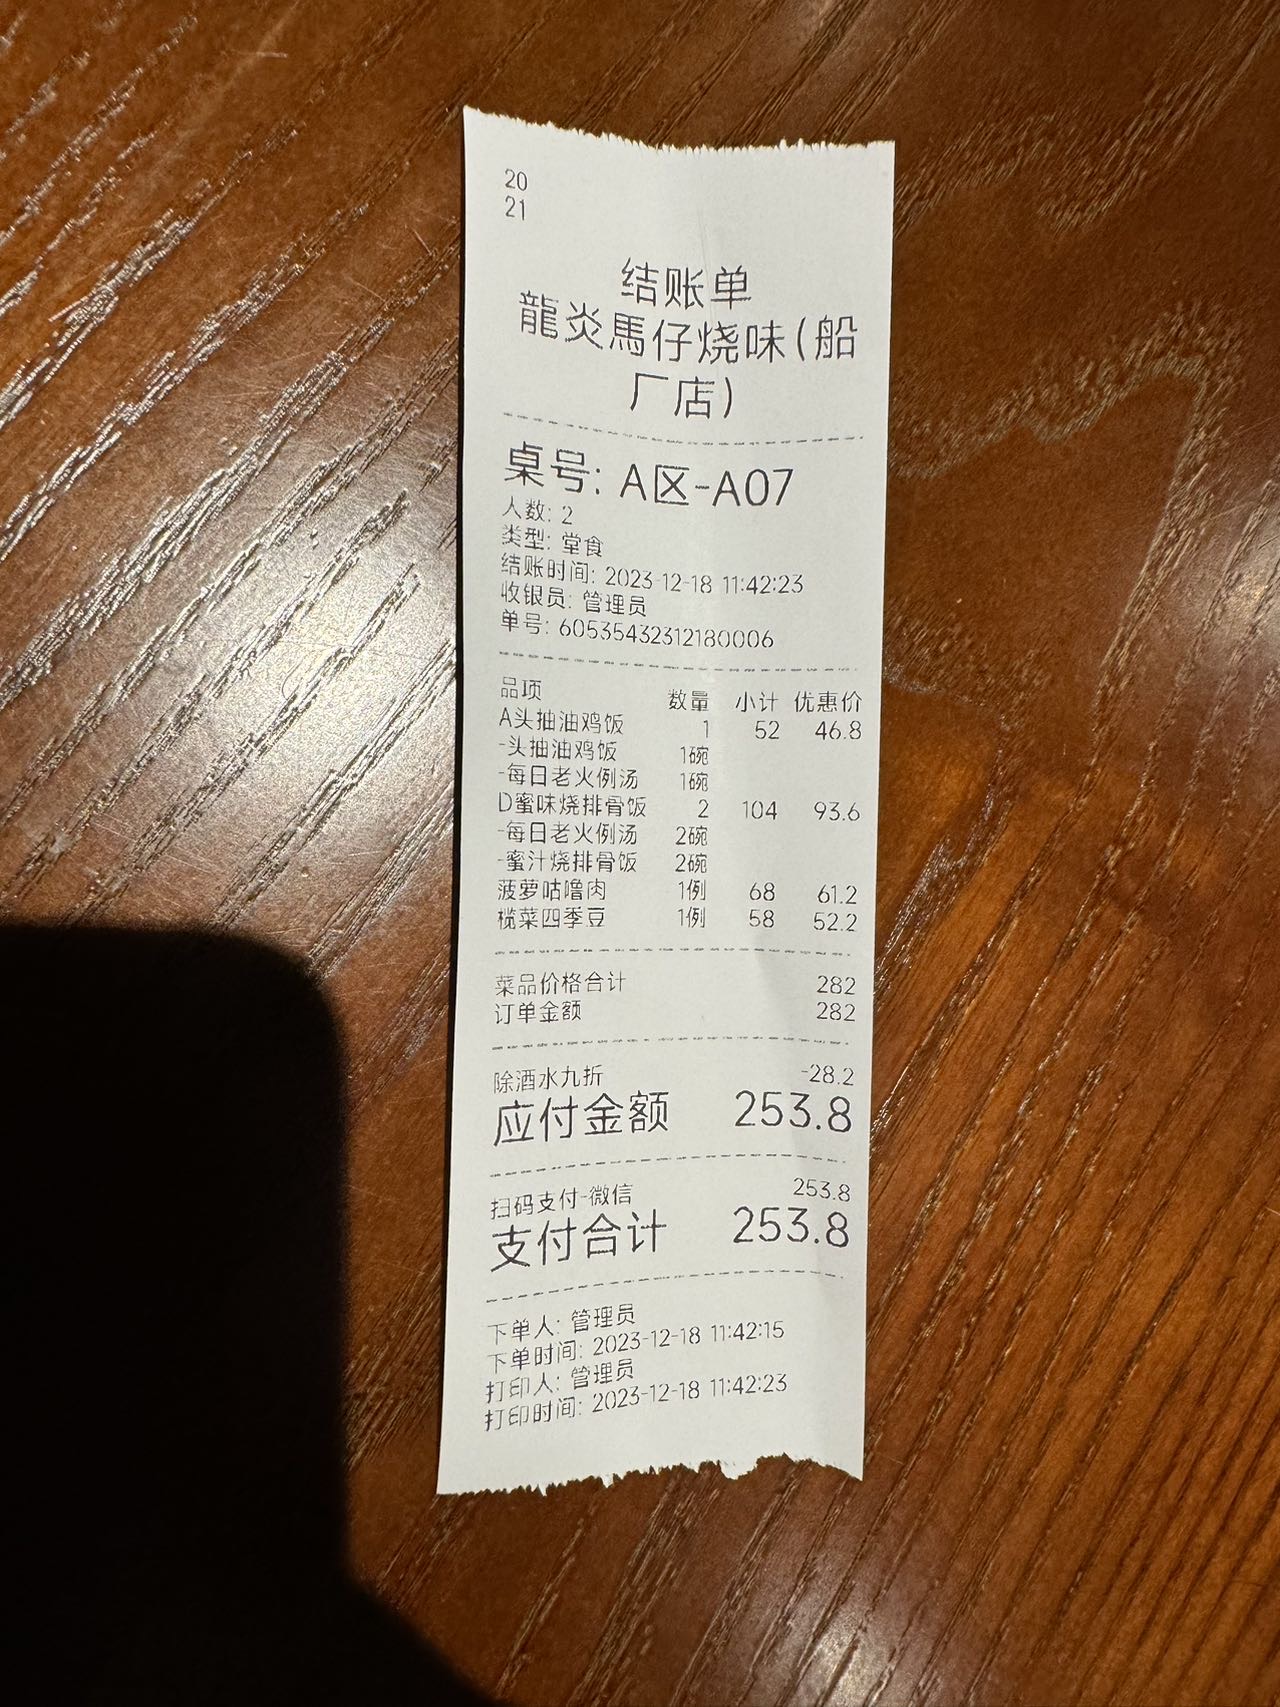 20
21
结账单
龍炎馬仔烧味(船
厂店)
桌号: A区-A07
人数: 2
类型: 堂食
结账时间: 2023-12-18 11:42:23
收银员: 管理员
单号: 60535432312180006
品项 数量 小计 优惠价
A头抽油鸡饭 1 52 46.8
-头抽油鸡饭 1碗
-每日老火例汤 1碗
D蜜味烧排骨饭 2 104 93.6
-每日老火例汤 2碗
-蜜汁烧排骨饭 2碗
菠萝咕噜肉 1例 68 61.2
榄菜四季豆 1例 58 52.2
菜品价格合计 282
订单金额 282
除酒水九折 -28.2
应付金额 253.8
扫码支付-微信 253.8
支付合计 253.8
下单人: 管理员
下单时间: 2023-12-18 11:42:15
打印人: 管理员
打印时间: 2023-12-18 11:42:23